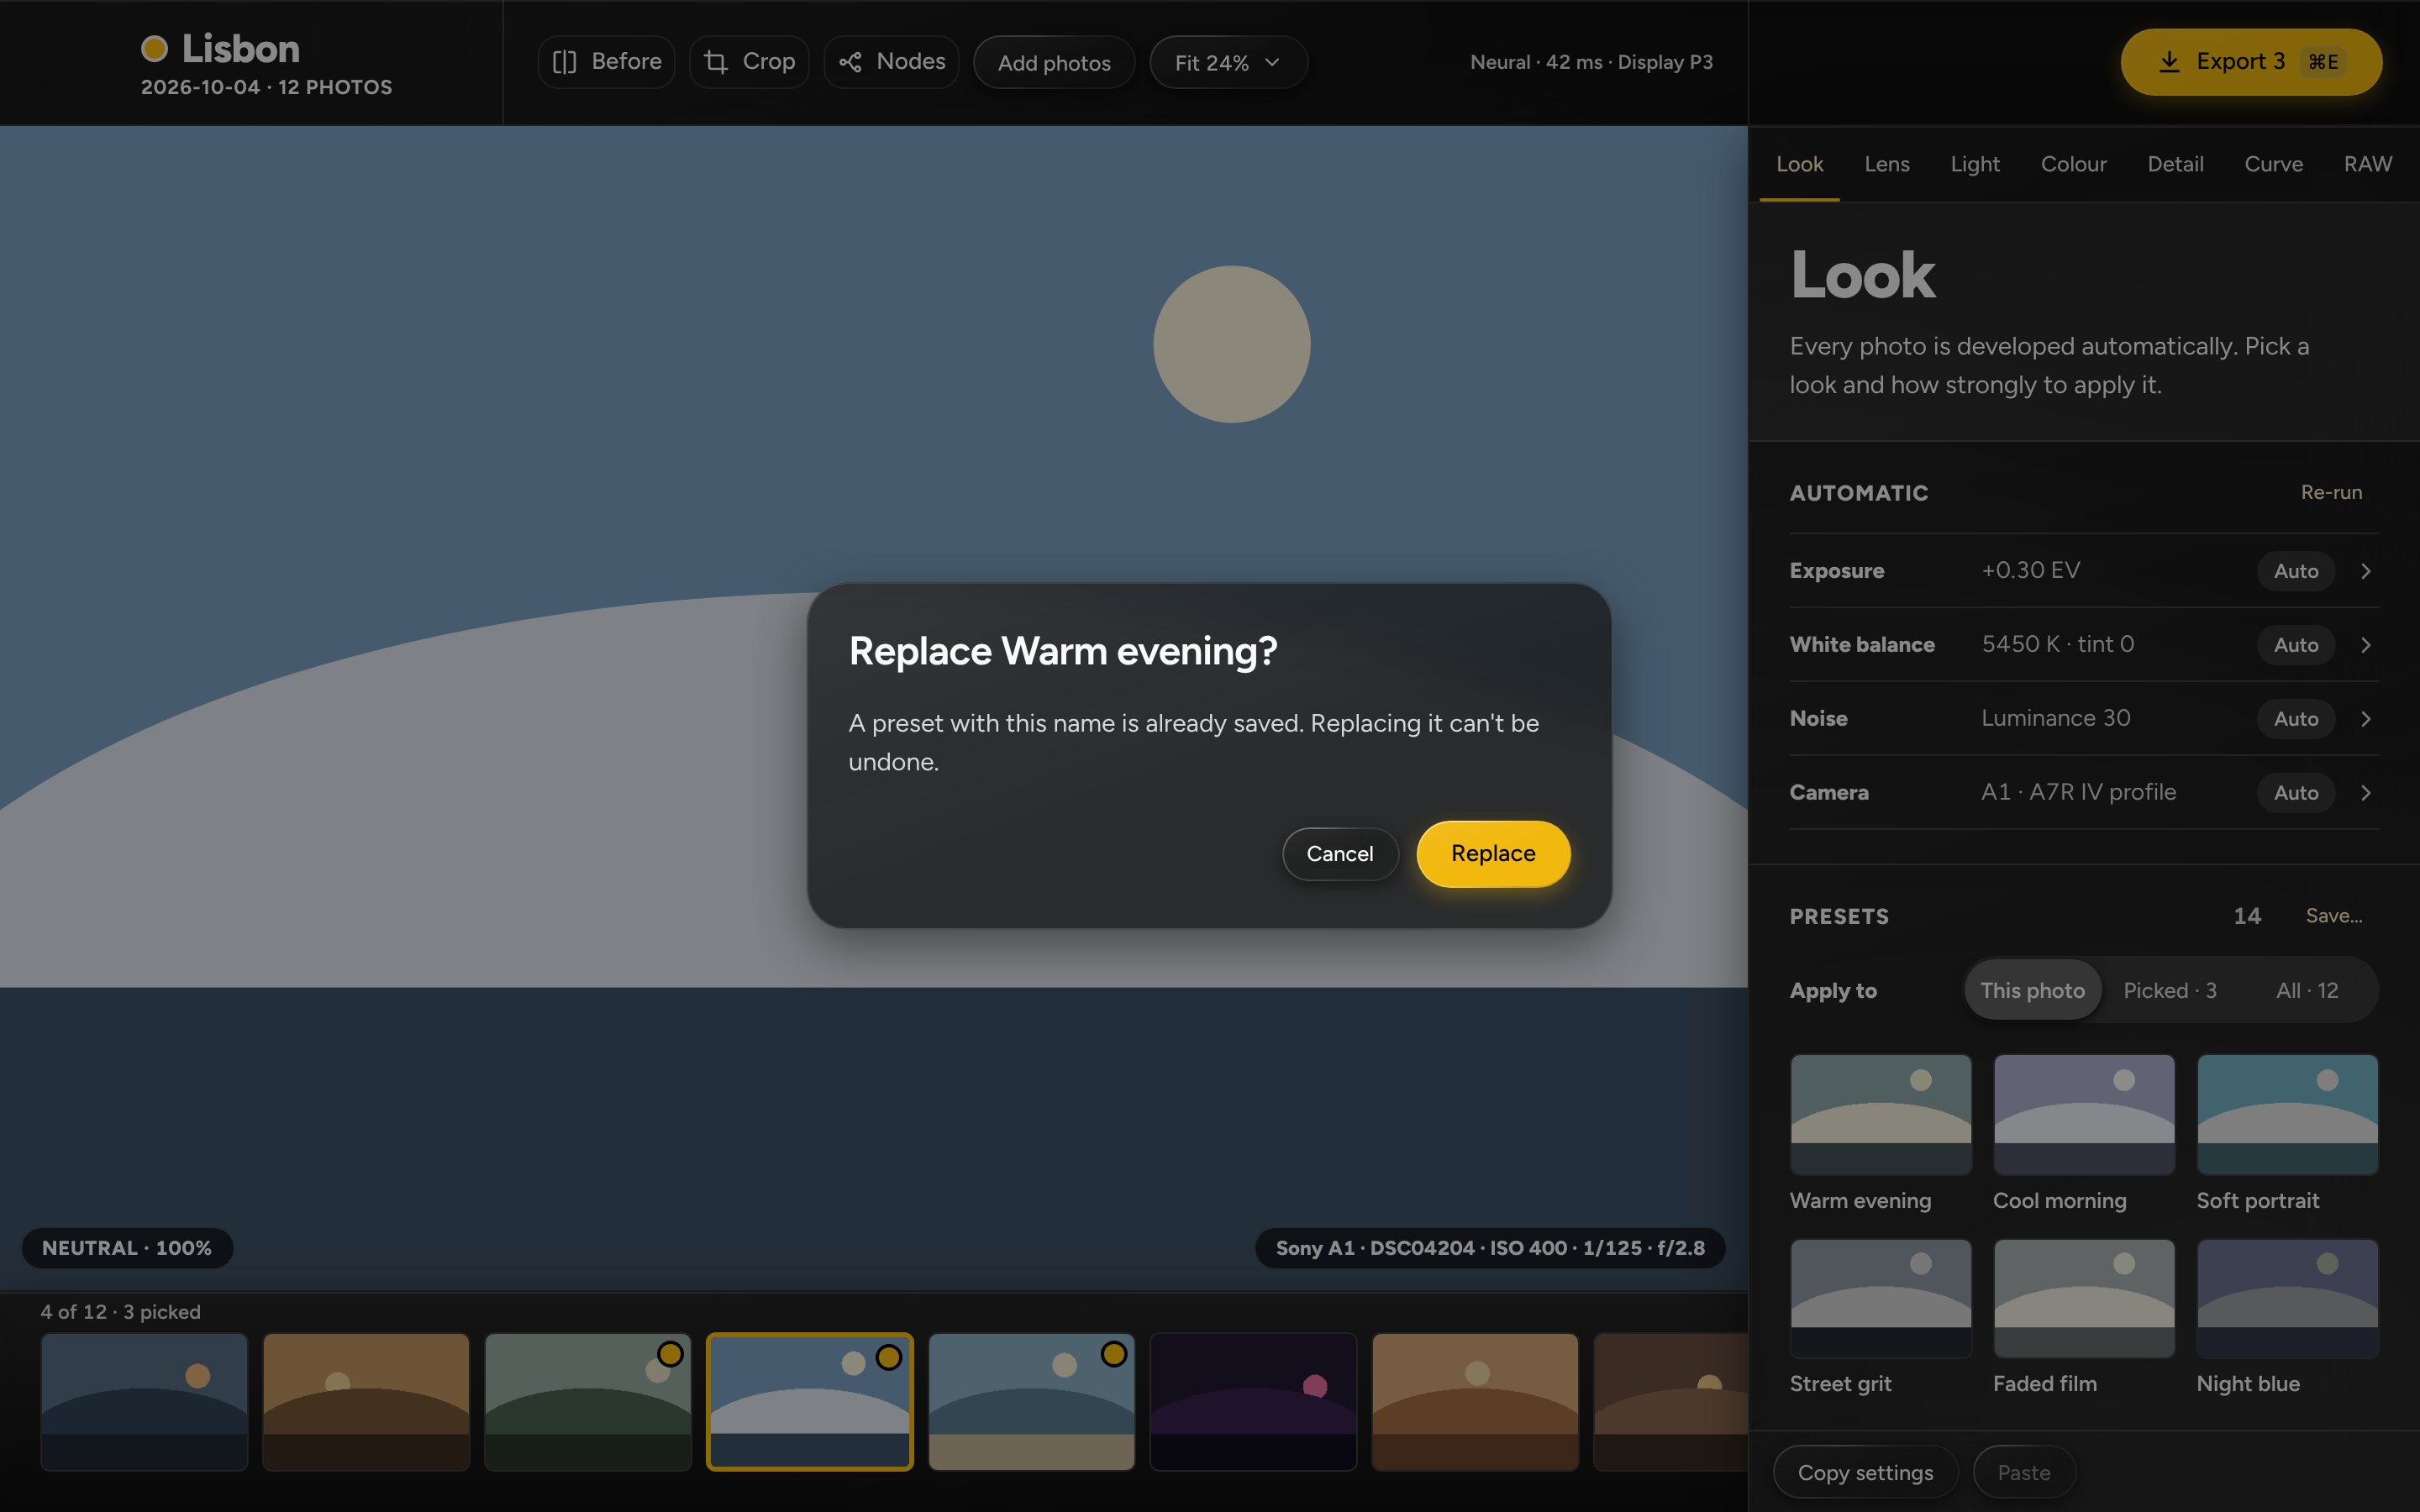 Lisbon
2026-10-04 · 12 PHOTOS
Before
Crop
Nodes
Add photos
Fit 24%
Neural · 42 ms · Display P3
Export 3 ⌘E
Look
Lens
Light
Colour
Detail
Curve
RAW
Look
Every photo is developed automatically. Pick a
look and how strongly to apply it.
AUTOMATIC
Re-run
Exposure
+0.30 EV
Auto
White balance
5450 K · tint 0
Auto
Noise
Luminance 30
Auto
Camera
A1 · A7R IV profile
Auto
Replace Warm evening?
A preset with this name is already saved. Replacing it can't be
undone.
Cancel
Replace
PRESETS
14
Save...
Apply to
This photo
Picked · 3
All · 12
Warm evening
Cool morning
Soft portrait
Street grit
Faded film
Night blue
NEUTRAL · 100%
Sony A1 · DSC04204 · ISO 400 · 1/125 · f/2.8
4 of 12 · 3 picked
Copy settings
Paste